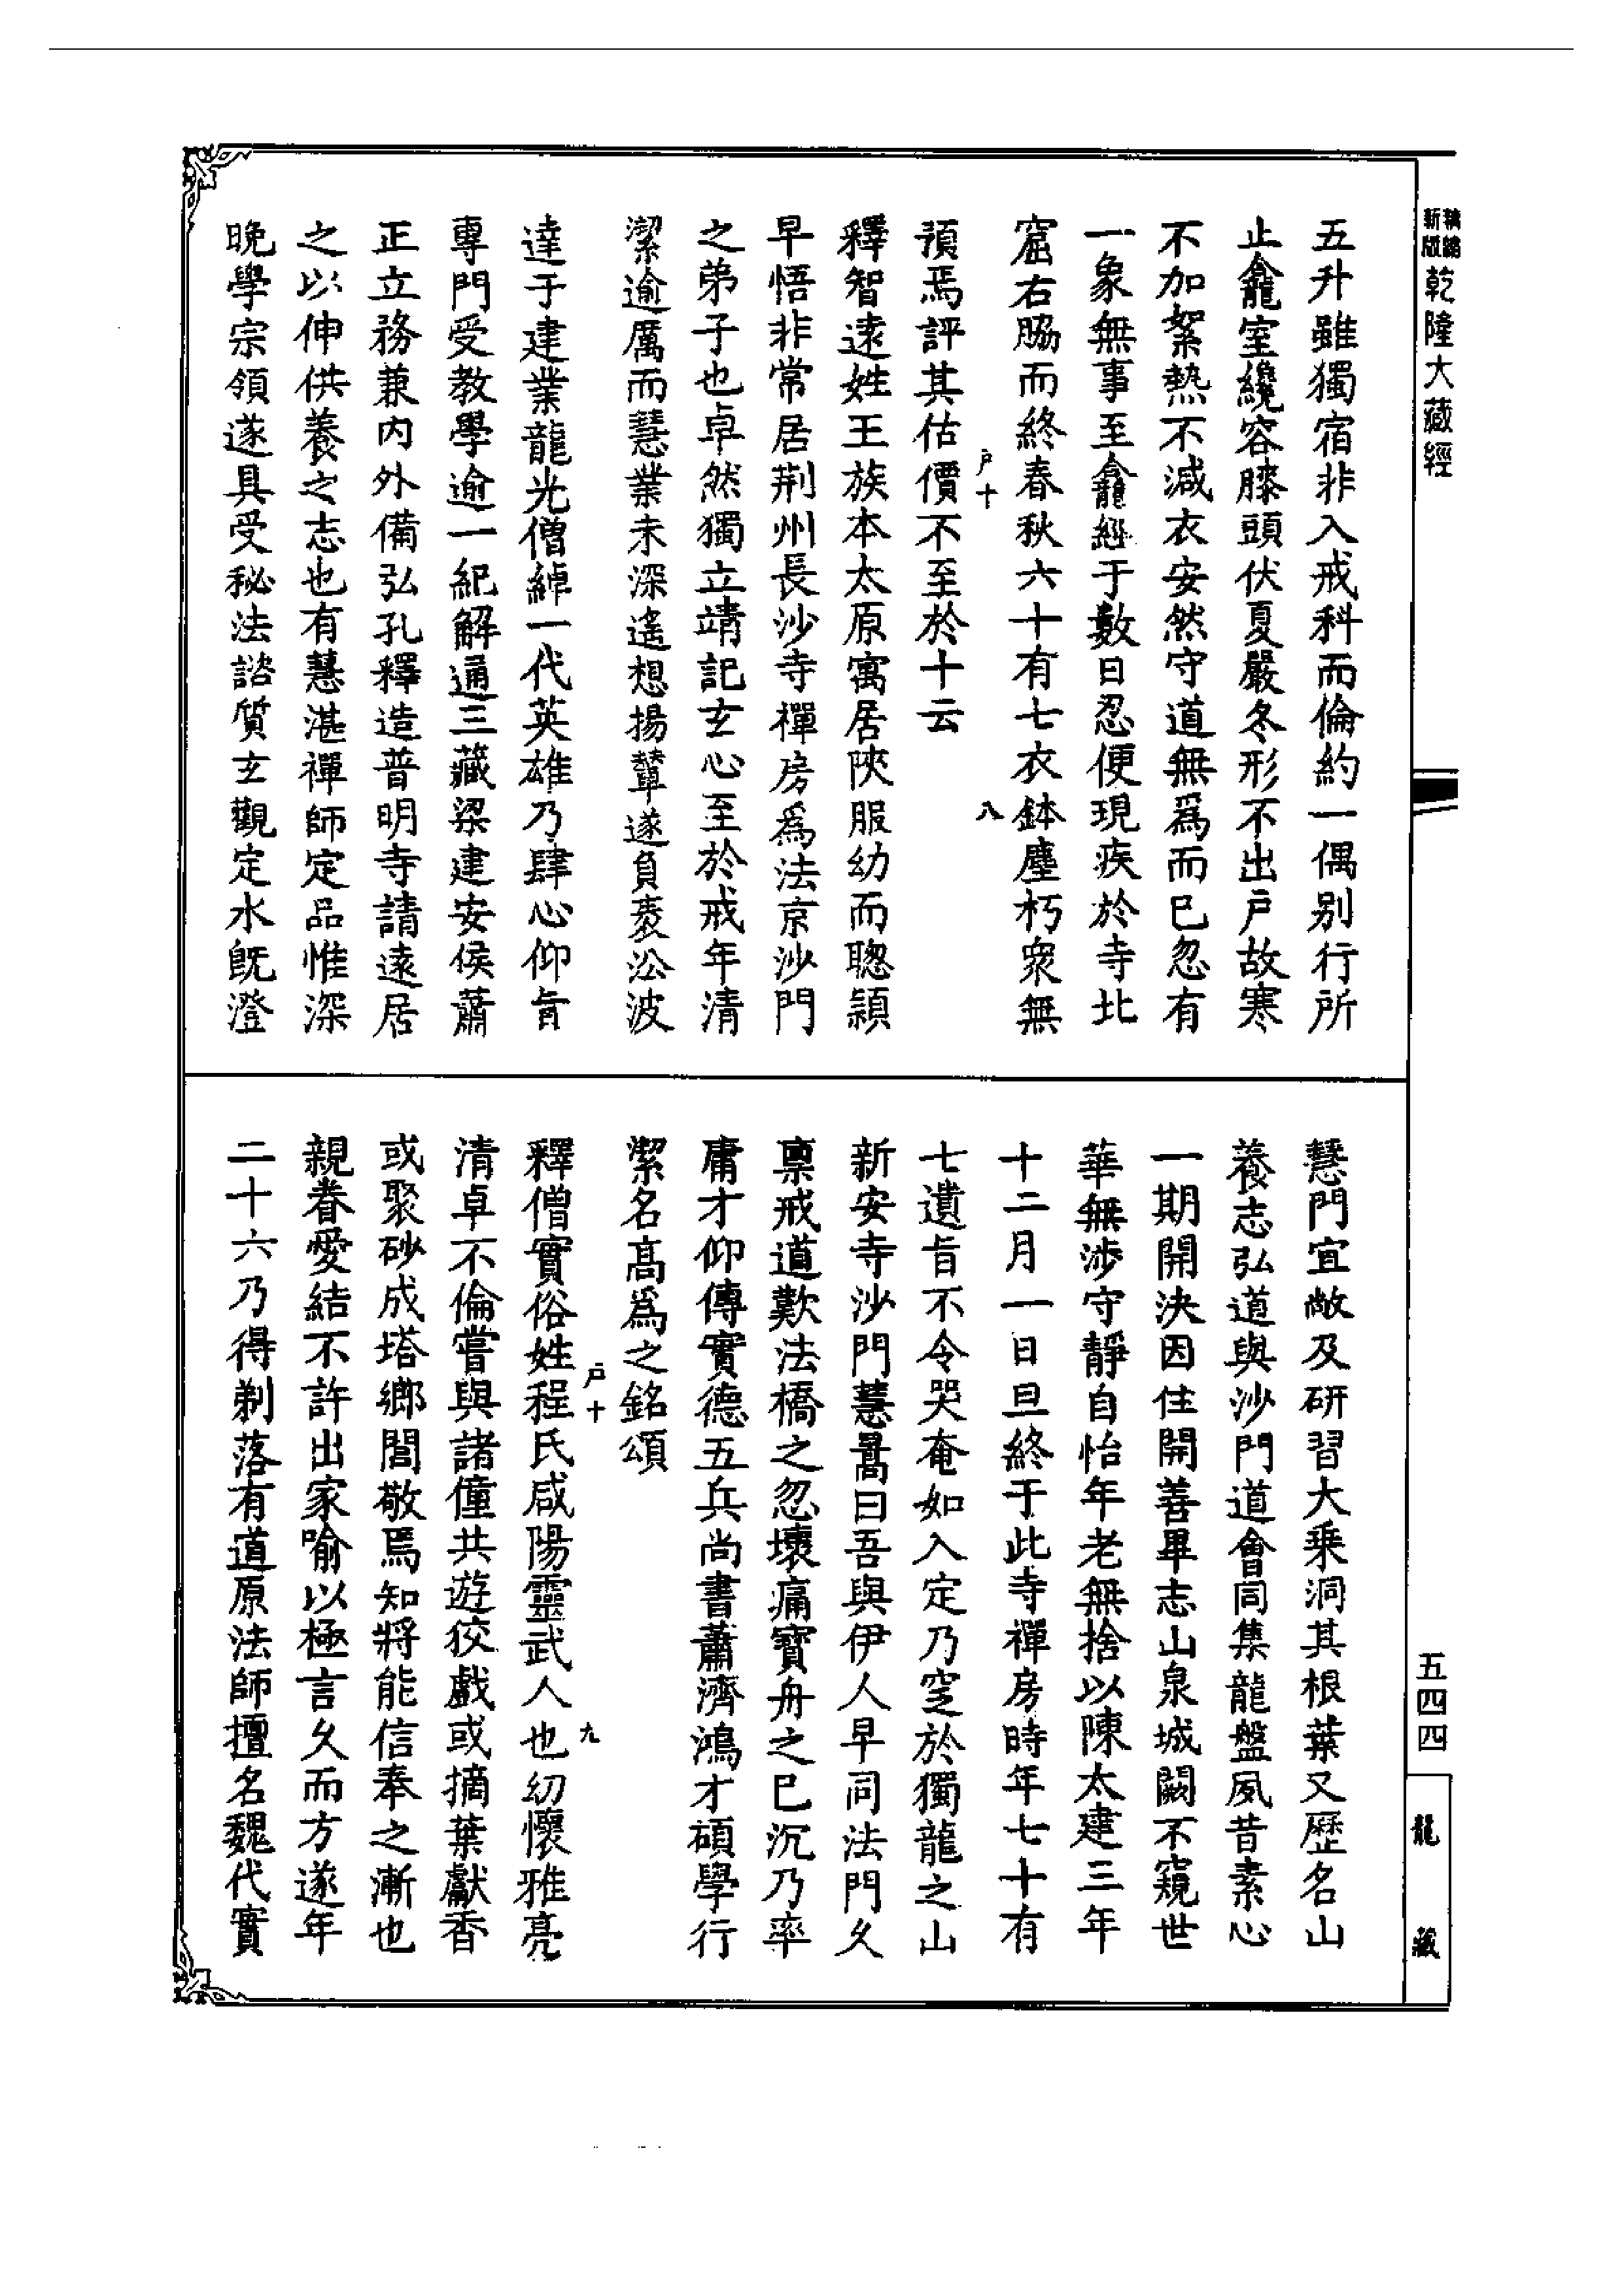 新編
新版
乾隆大藏經
五升雖獨宿非入戒科而倫約一偶別行所
止龕室纔容膝頭伏夏嚴冬形不出戶故寒
不加絮熱不減衣安然守道無爲而已忽有
一象無事至龕經于數日忍便現疾於寺北
窟右脇而終春秋六十有七衣鉢塵朽衆無
戶十 八
預焉評其估價不至於十云
釋智遠姓王族本太原寓居陝服幼而聰穎
早悟非常居荆州長沙寺禪房爲法京沙門
之弟子也卓然獨立靖記玄心至於戒年清
潔逾厲而慧業未深遙想揚輦遂負袠沿波
達于建業龍光僧綽一代英雄乃肆心仰旨
專門受教學逾一紀解通三藏梁建安侯蕭
正立務兼內外備弘孔釋造普明寺請遠居
之以伸供養之志也有慧湛禪師定品惟深
晚學宗領遂具受秘法諮質玄觀定水旣澄
慧門宜敞及研習大乗洞其根葉又歷名山
養志弘道與沙門道會同集龍盤夙昔素心
一期開決因住開善畢志山泉城闕不窺世
華無涉守靜自怡年老無捨以陳太建三年
十二月一日旦終于此寺禪房時年七十有
七遺旨不令哭奄如入定乃窆於獨龍之山
新安寺沙門慧暠曰吾與伊人早同法門久
禀戒道歎法橋之忽壞痛寶舟之已沉乃率
庸才仰傳實德五兵尚書蕭濟鴻才碩學行
潔名高爲之銘頌
戶十 九
釋僧實俗姓程氏咸陽靈武人也幼懷雅亮
清卓不倫嘗與諸僮共遊狡戲或摘葉獻香
或聚砂成塔鄉閭敬焉知將能信奉之漸也
親眷愛結不許出家喻以極言久而方遂年
二十六乃得剃落有道原法師擅名魏代實
五四四
龍藏